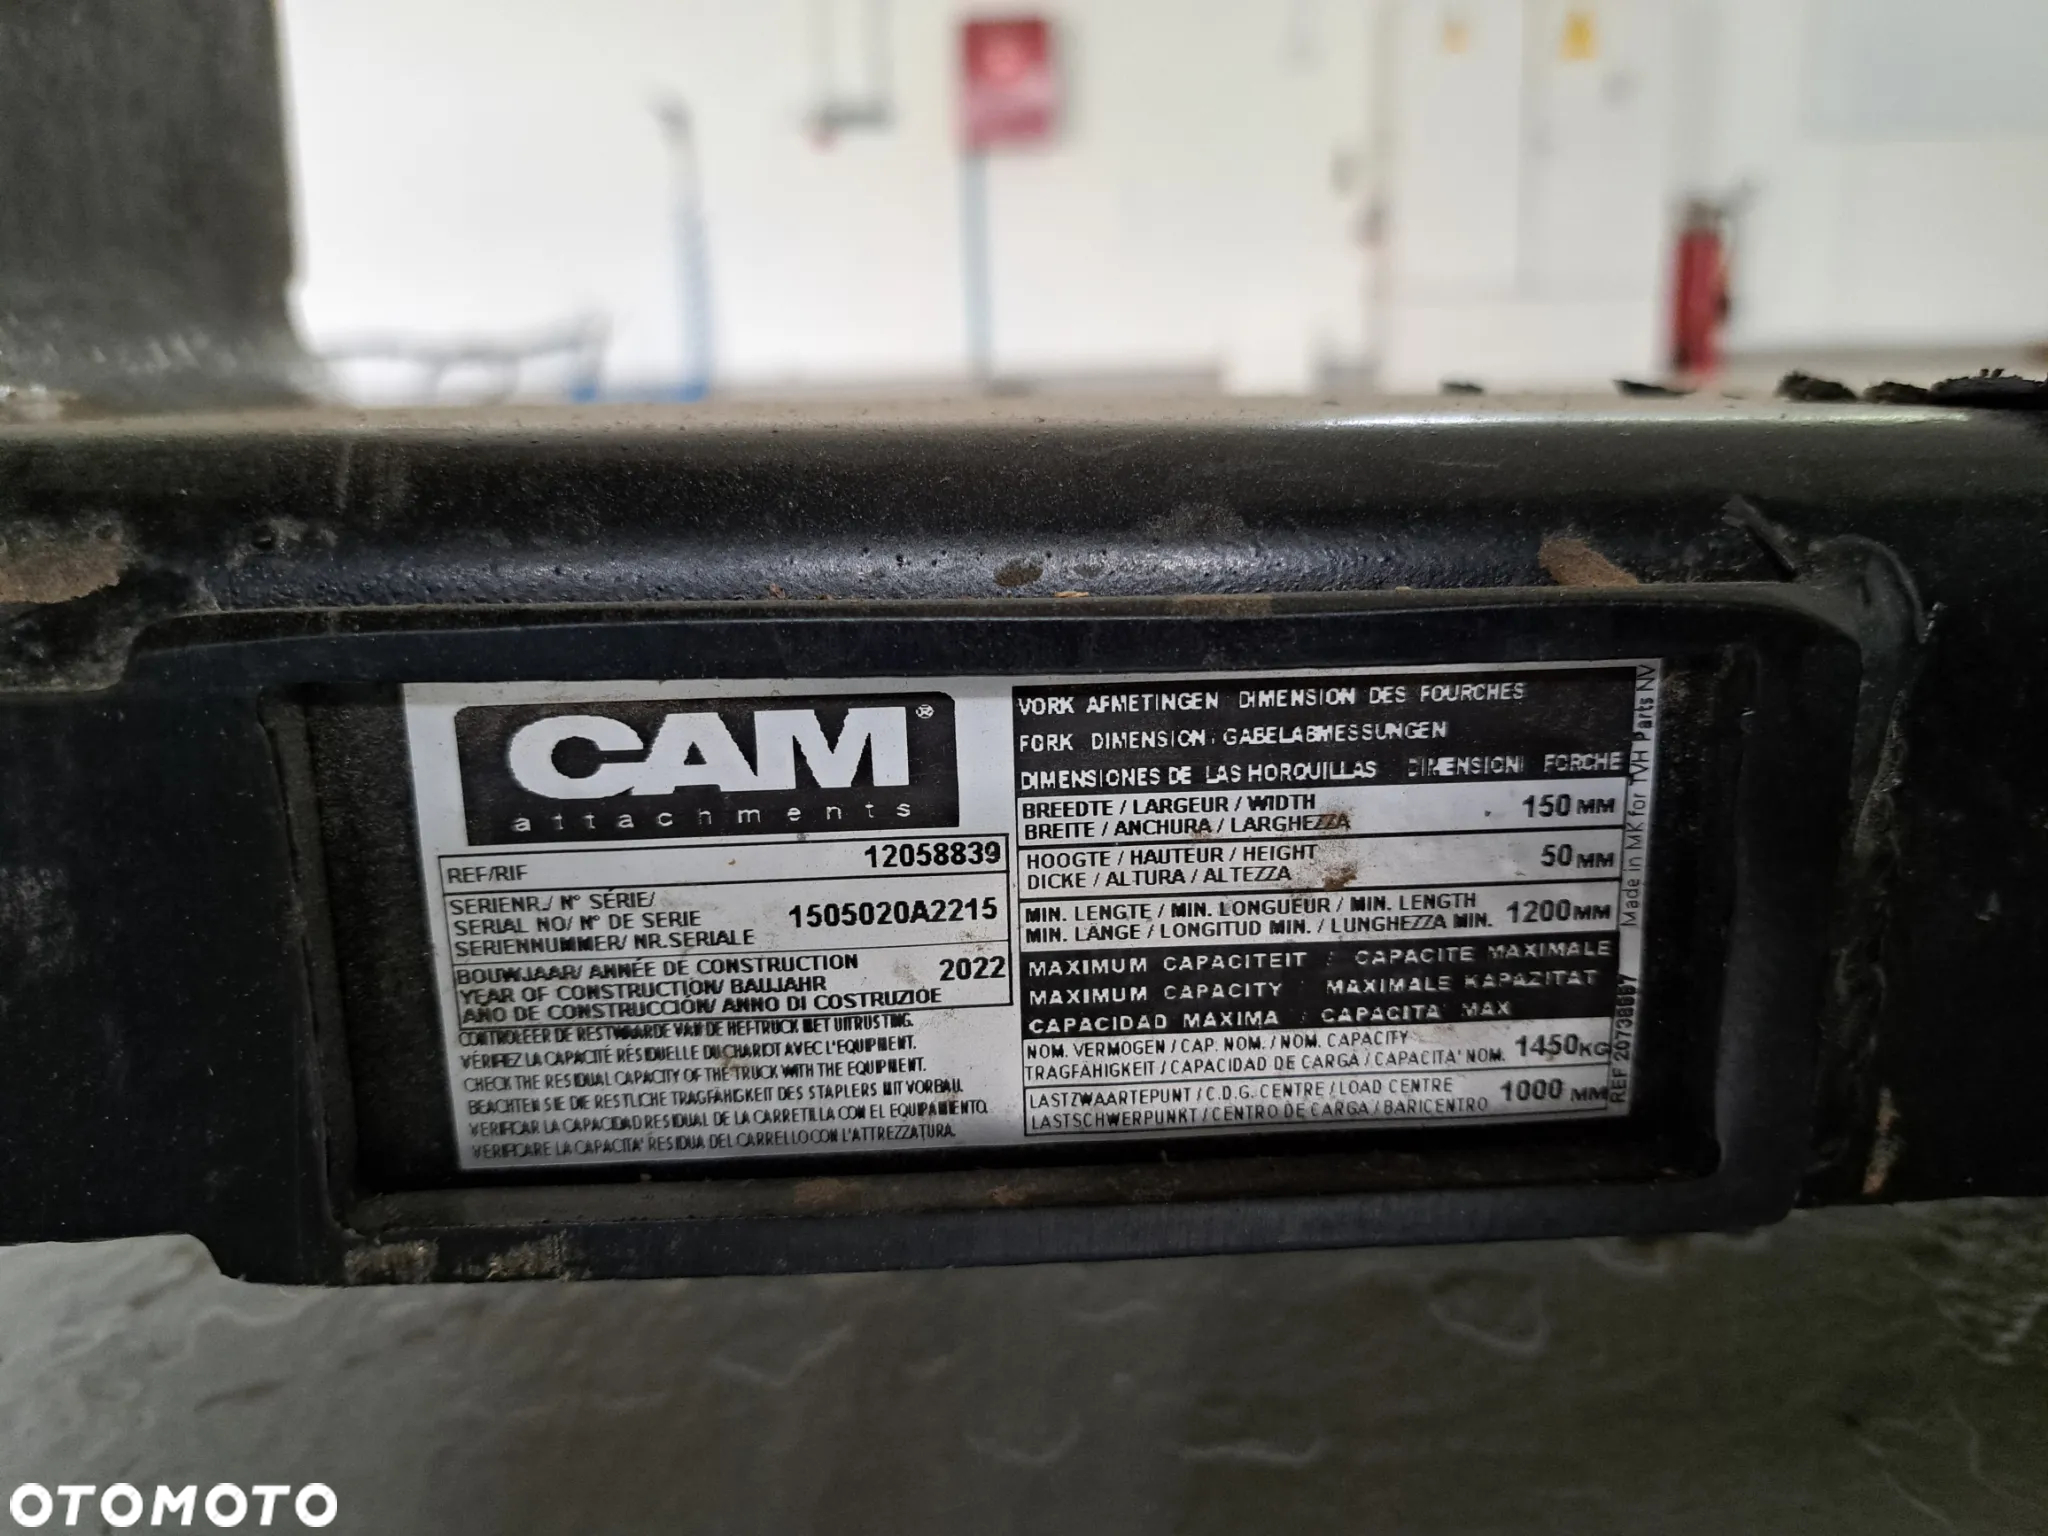 CAM®
attachments
REF/RIF 12058839
SERIENR./ N° SÉRIE/
SERIAL NO/ N° DE SERIE 1505020A2215
SERIENNUMMER/ NR.SERIALE
BOUWJAAR/ ANNÉE DE CONSTRUCTION 2022
YEAR OF CONSTRUCTION/ BAUJAHR
AÑO DE CONSTRUCCIÓN/ ANNO DI COSTRUZIOE
CONTROLEER DE RESTWAARDE VAN DE HEFTRUCK MET UITRUSTING.
VÉRIFIEZ LA CAPACITÉ RÉSIDUELLE DU CHARIOT AVEC L'EQUIPMENT.
CHECK THE RESIDUAL CAPACITY OF THE TRUCK WITH THE EQUIPMENT.
BEACHTEN SIE DIE RESTLICHE TRAGFÄHIGKEIT DES STAPLERS MIT VORBAU.
VERIFICAR LA CAPACIDAD RESIDUAL DE LA CARRETILLA CON EL EQUIPAMIENTO.
VERIFICARE LA CAPACITA' RESIDUA DEL CARRELLO CON L'ATTREZZATURA.
VORK AFMETINGEN DIMENSION DES FOURCHES
FORK DIMENSION GABELABMESSUNGEN
DIMENSIONES DE LAS HORQUILLAS DIMENSIONI FORCHE
BREEDTE / LARGEUR / WIDTH 150 MM
BREITE / ANCHURA / LARGHEZZA
HOOGTE / HAUTEUR / HEIGHT 50 MM
DICKE / ALTURA / ALTEZZA
MIN. LENGTE / MIN. LONGUEUR / MIN. LENGTH 1200 MM
MIN. LÄNGE / LONGITUD MIN. / LUNGHEZZA MIN.
MAXIMUM CAPACITEIT : CAPACITE MAXIMALE
MAXIMUM CAPACITY : MAXIMALE KAPAZITAT
CAPACIDAD MAXIMA : CAPACITA MAX
NOM. VERMOGEN / CAP. NOM. / NOM. CAPACITY 1450 KG
TRAGFÄHIGKEIT / CAPACIDAD DE CARGA / CAPACITA' NOM.
LASTZWAARTEPUNT / C.D.G. CENTRE / LOAD CENTRE 1000 MM
LASTSCHWERPUNKT / CENTRO DE CARGA / BARICENTRO
Made in MK for TVH Parts NV
OTOMOTO